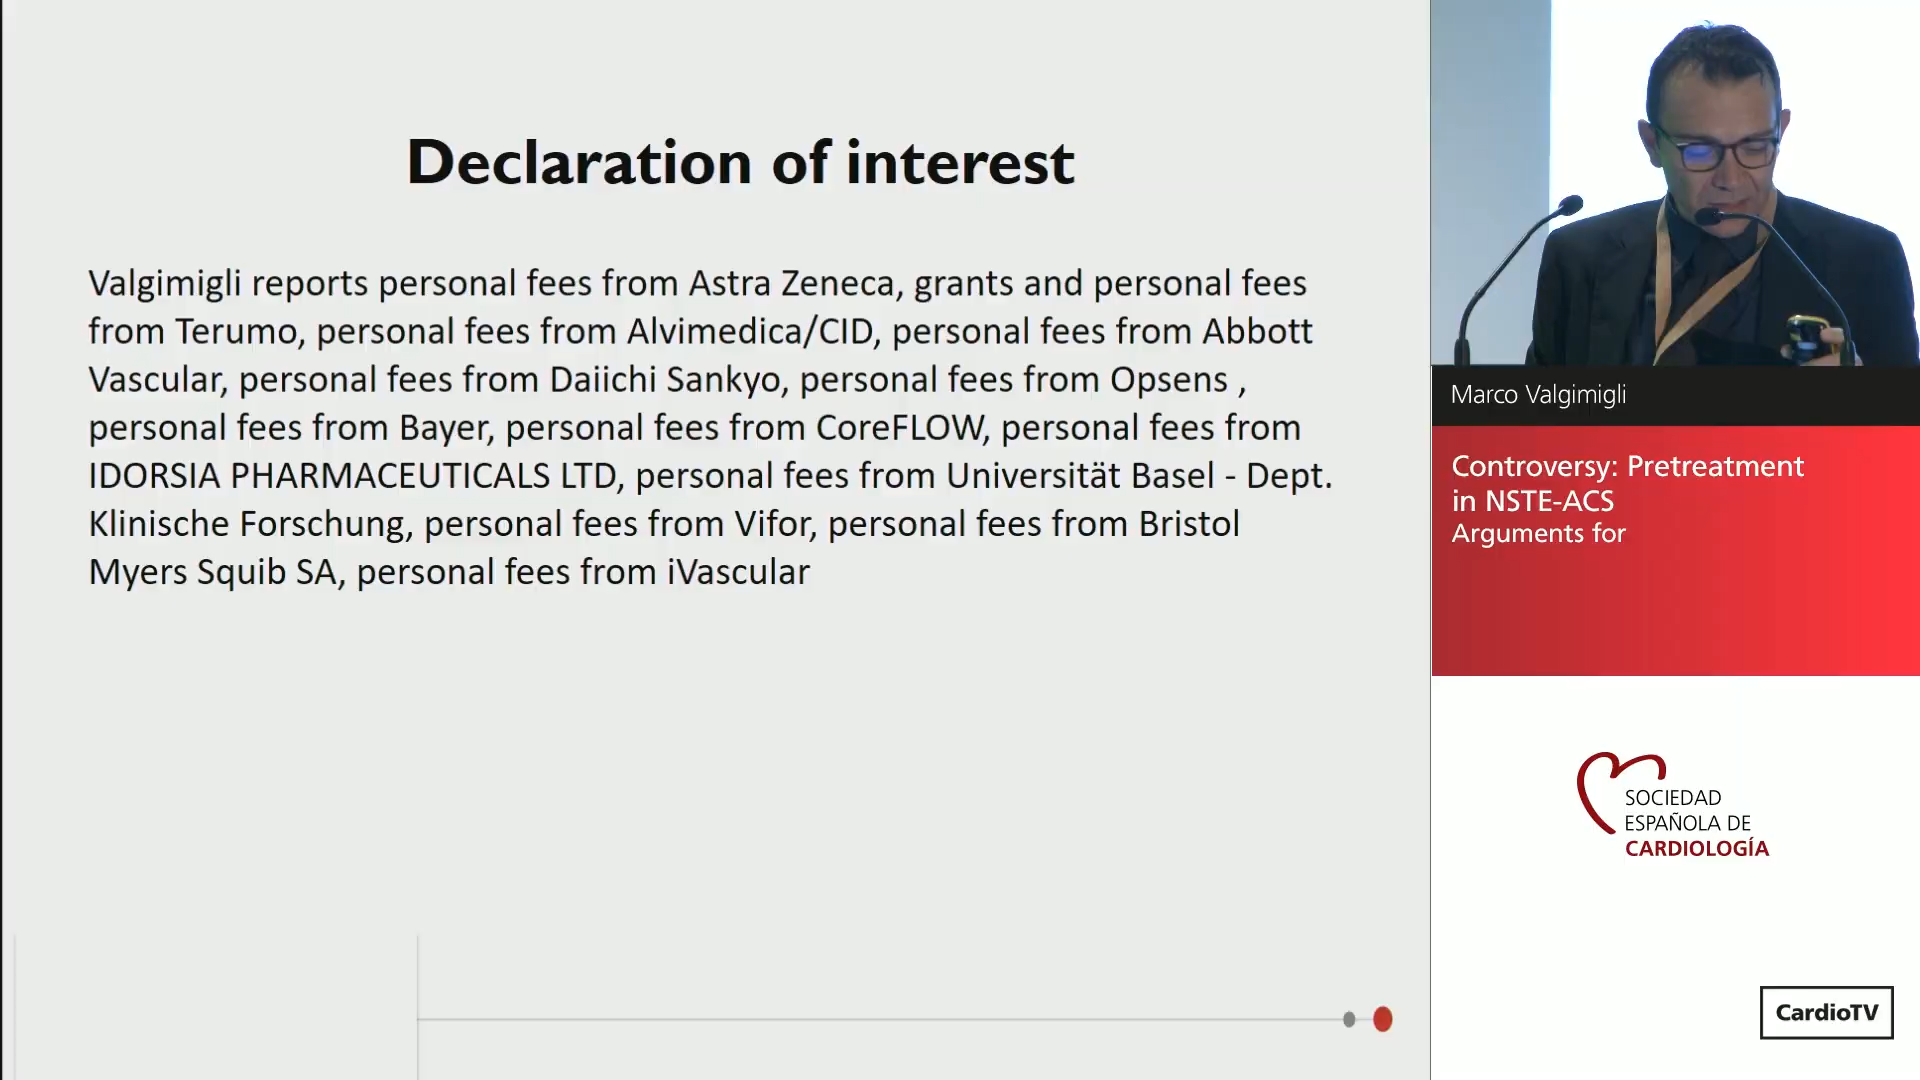 Declaration of interest
Valgimigli reports personal fees from Astra Zeneca, grants and personal fees
from Terumo, personal fees from Alvimedica/CID, personal fees from Abbott
Vascular, personal fees from Daiichi Sankyo, personal fees from Opsens ,
personal fees from Bayer, personal fees from CoreFLOW, personal fees from
IDORSIA PHARMACEUTICALS LTD, personal fees from Universität Basel - Dept.
Klinische Forschung, personal fees from Vifor, personal fees from Bristol
Myers Squib SA, personal fees from iVascular
Marco Valgimigli
Controversy: Pretreatment
in NSTE-ACS
Arguments for
SOCIEDAD
ESPAÑOLA DE
CARDIOLOGÍA
CardioTV